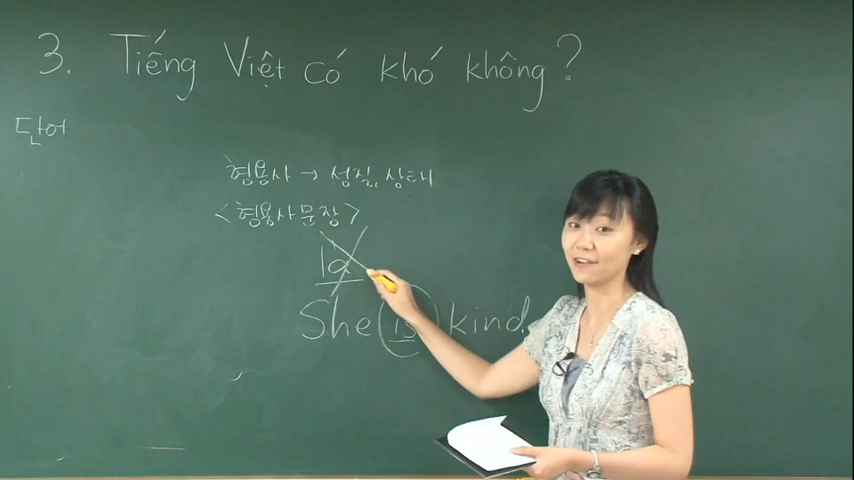 3. Tiếng Việt có khó không?
단어
형용사 → 성질, 상태
<형용사 문장>
là
She is kind